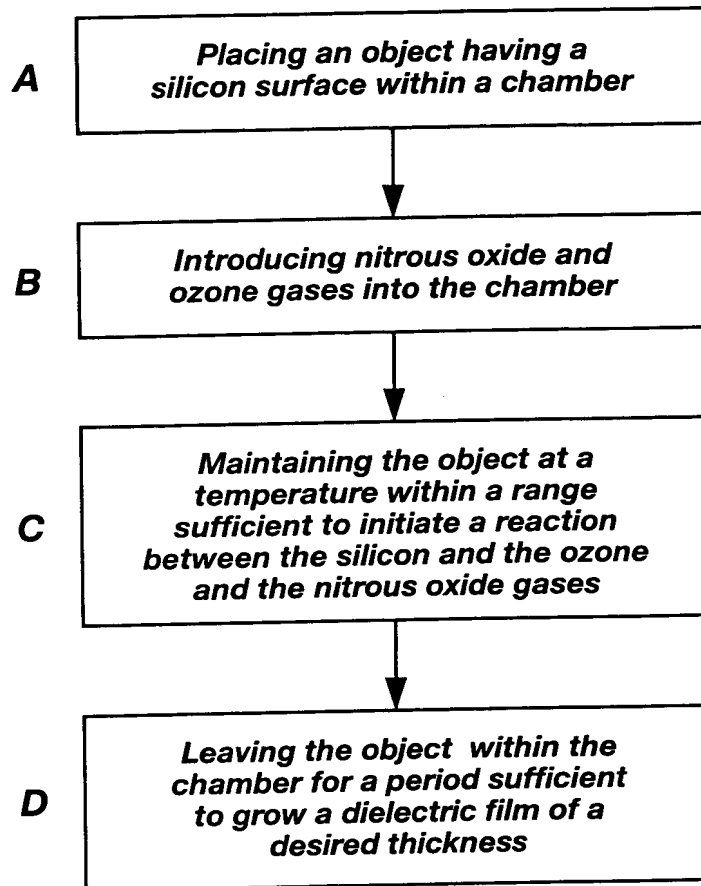 A
Placing an object having a
silicon surface within a chamber
B
Introducing nitrous oxide and
ozone gases into the chamber
C
Maintaining the object at a
temperature within a range
sufficient to initiate a reaction
between the silicon and the ozone
and the nitrous oxide gases
D
Leaving the object within the
chamber for a period sufficient
to grow a dielectric film of a
desired thickness